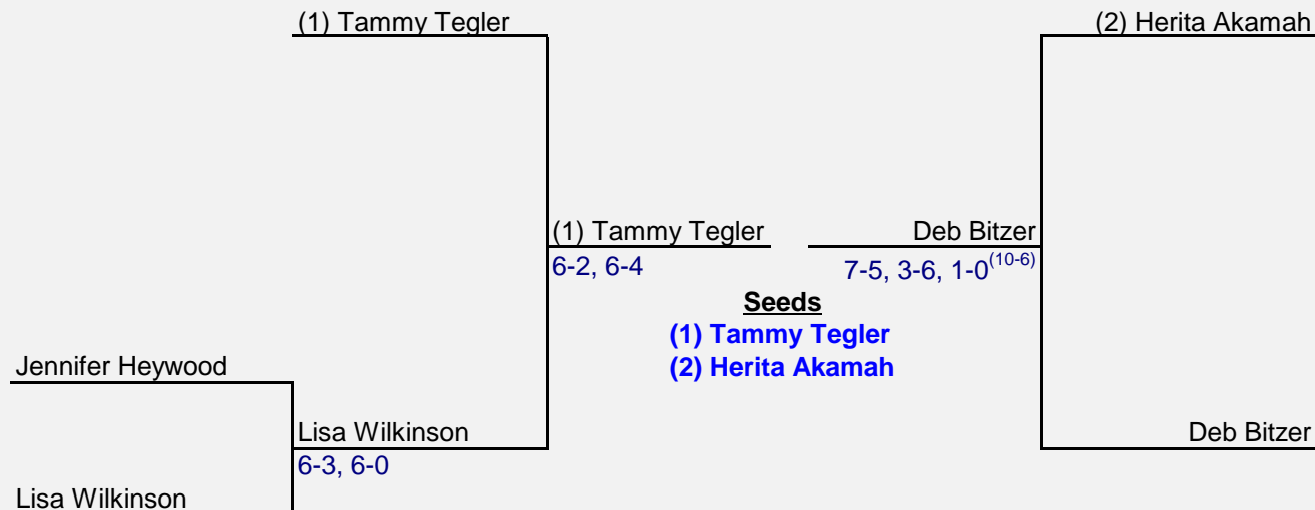 (1) Tammy Tegler
(2) Herita Akamah
(1) Tammy Tegler
Deb Bitzer
6-2, 6-4
7-5, 3-6, 1-0(10-6)
Seeds
(1) Tammy Tegler
(2) Herita Akamah
Jennifer Heywood
Lisa Wilkinson
Deb Bitzer
6-3, 6-0
Lisa Wilkinson